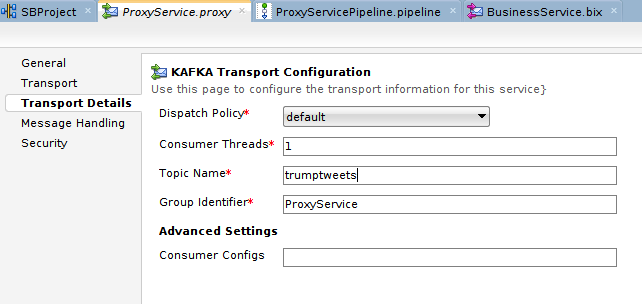 SBProject ProxyService.proxy ProxyServicePipeline.pipeline BusinessService.bix
General
Transport
Transport Details
Message Handling
Security
KAFKA Transport Configuration
Use this page to configure the transport information for this service}
Dispatch Policy* default
Consumer Threads* 1
Topic Name* trumptweets
Group Identifier* ProxyService
Advanced Settings
Consumer Configs